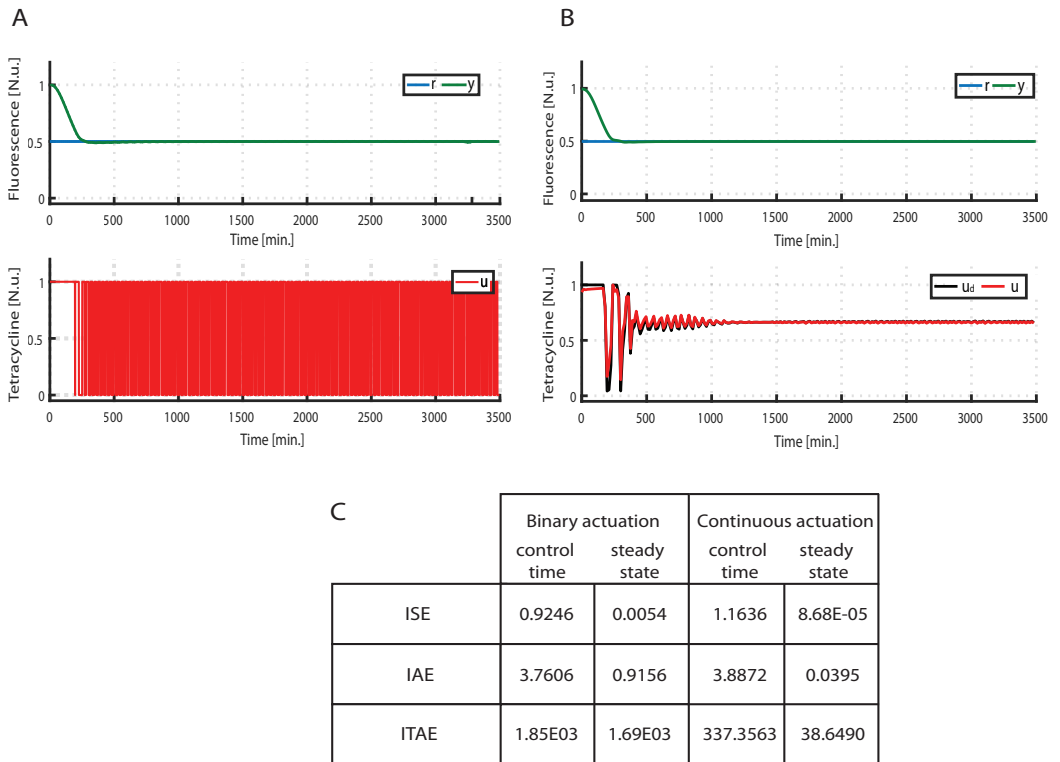 A
Fluorescence [N.u.]
1
0.5
0
r y
0 500 1000 1500 2000 2500 3000 3500
Time [min.]
Tetracycline [N.u.]
1
0.5
0
u
0 500 1000 1500 2000 2500 3000 3500
Time [min.]
B
Fluorescence [N.u.]
1
0.5
0
r y
0 500 1000 1500 2000 2500 3000 3500
Time [min.]
Tetracycline [N.u.]
1
0.5
0
ud u
0 500 1000 1500 2000 2500 3000 3500
Time [min.]
C
Binary actuation Continuous actuation
control time steady state control time steady state
ISE 0.9246 0.0054 1.1636 8.68E-05
IAE 3.7606 0.9156 3.8872 0.0395
ITAE 1.85E03 1.69E03 337.3563 38.6490